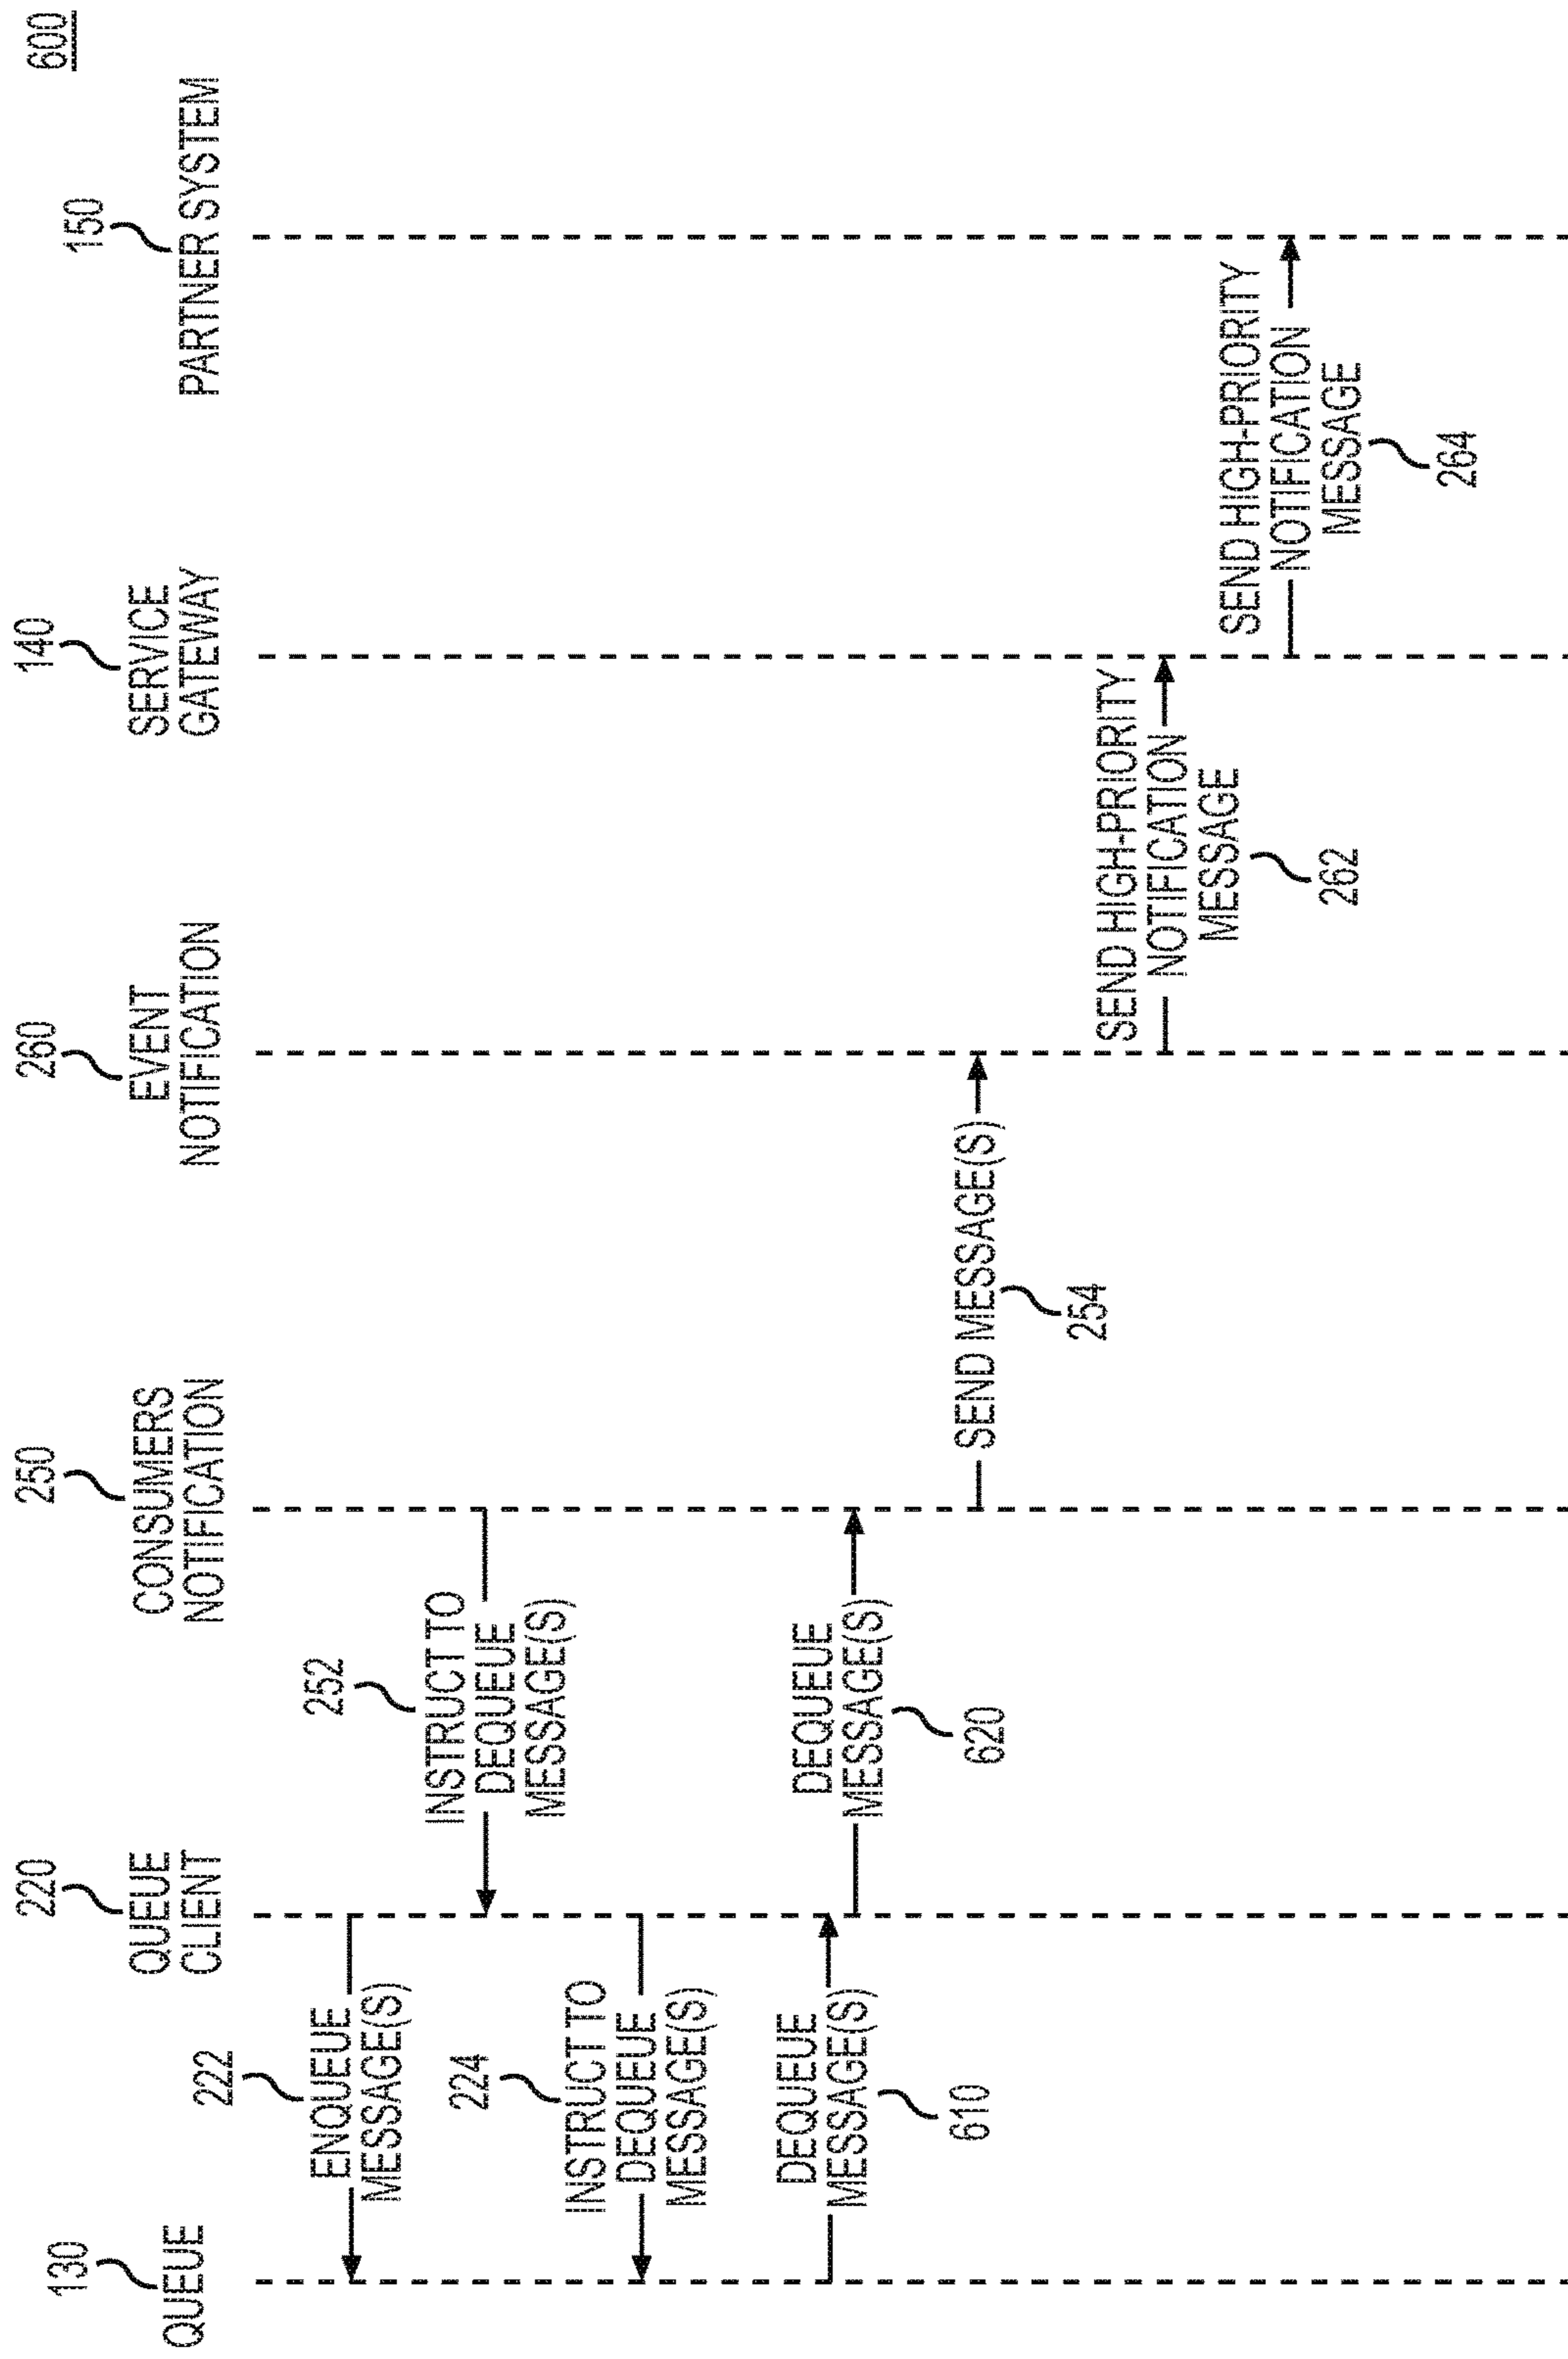 600
130
QUEUE
220
QUEUE
CLIENT
250
CONSUMERS
NOTIFICATION
260
EVENT
NOTIFICATION
140
SERVICE
GATEWAY
150
PARTNER SYSTEM
222
ENQUEUE
MESSAGE(S)
252
INSTRUCT TO
DEQUEUE
MESSAGE(S)
224
INSTRUCT TO
DEQUEUE
MESSAGE(S)
DEQUEUE
MESSAGE(S)
610
DEQUEUE
MESSAGE(S)
620
SEND MESSAGE(S)
254
SEND HIGH-PRIORITY
NOTIFICATION
MESSAGE
262
SEND HIGH-PRIORITY
NOTIFICATION
MESSAGE
264